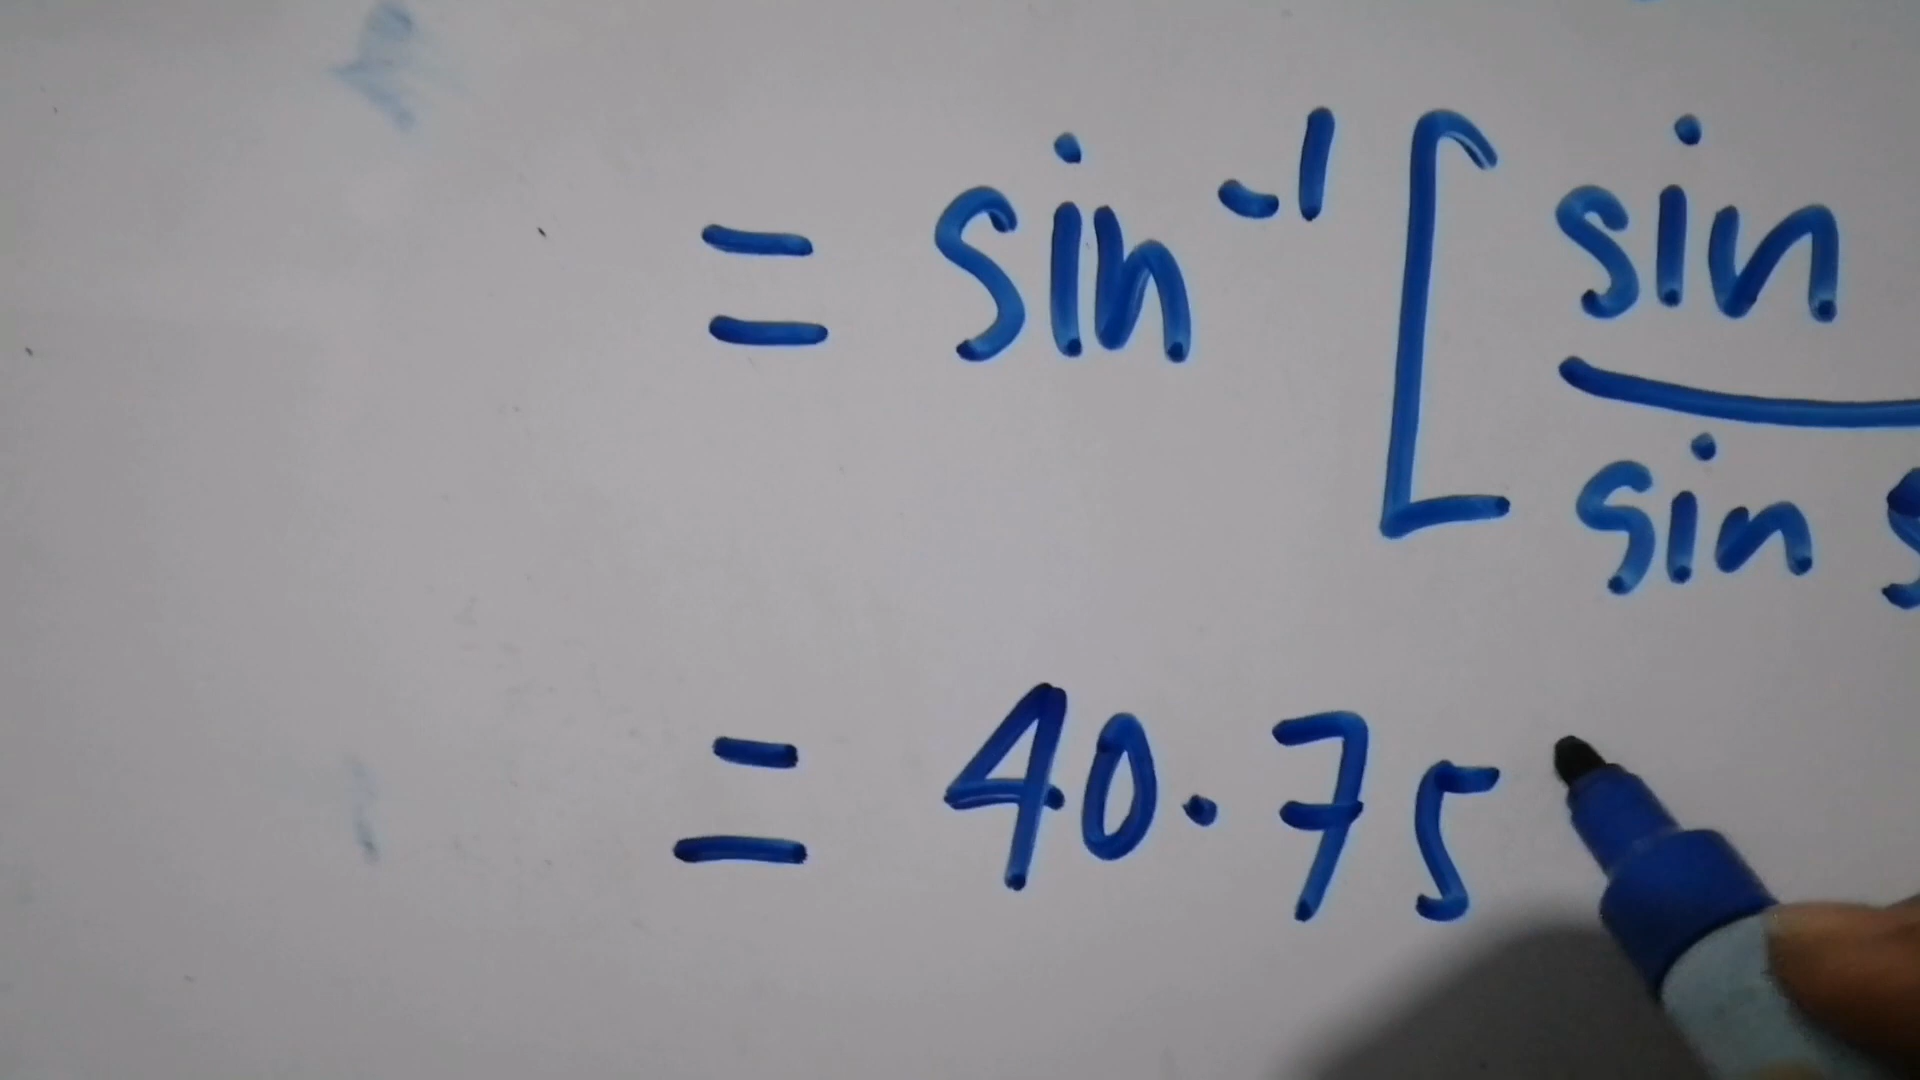 = sin⁻¹ [ sin
sin
= 40.75